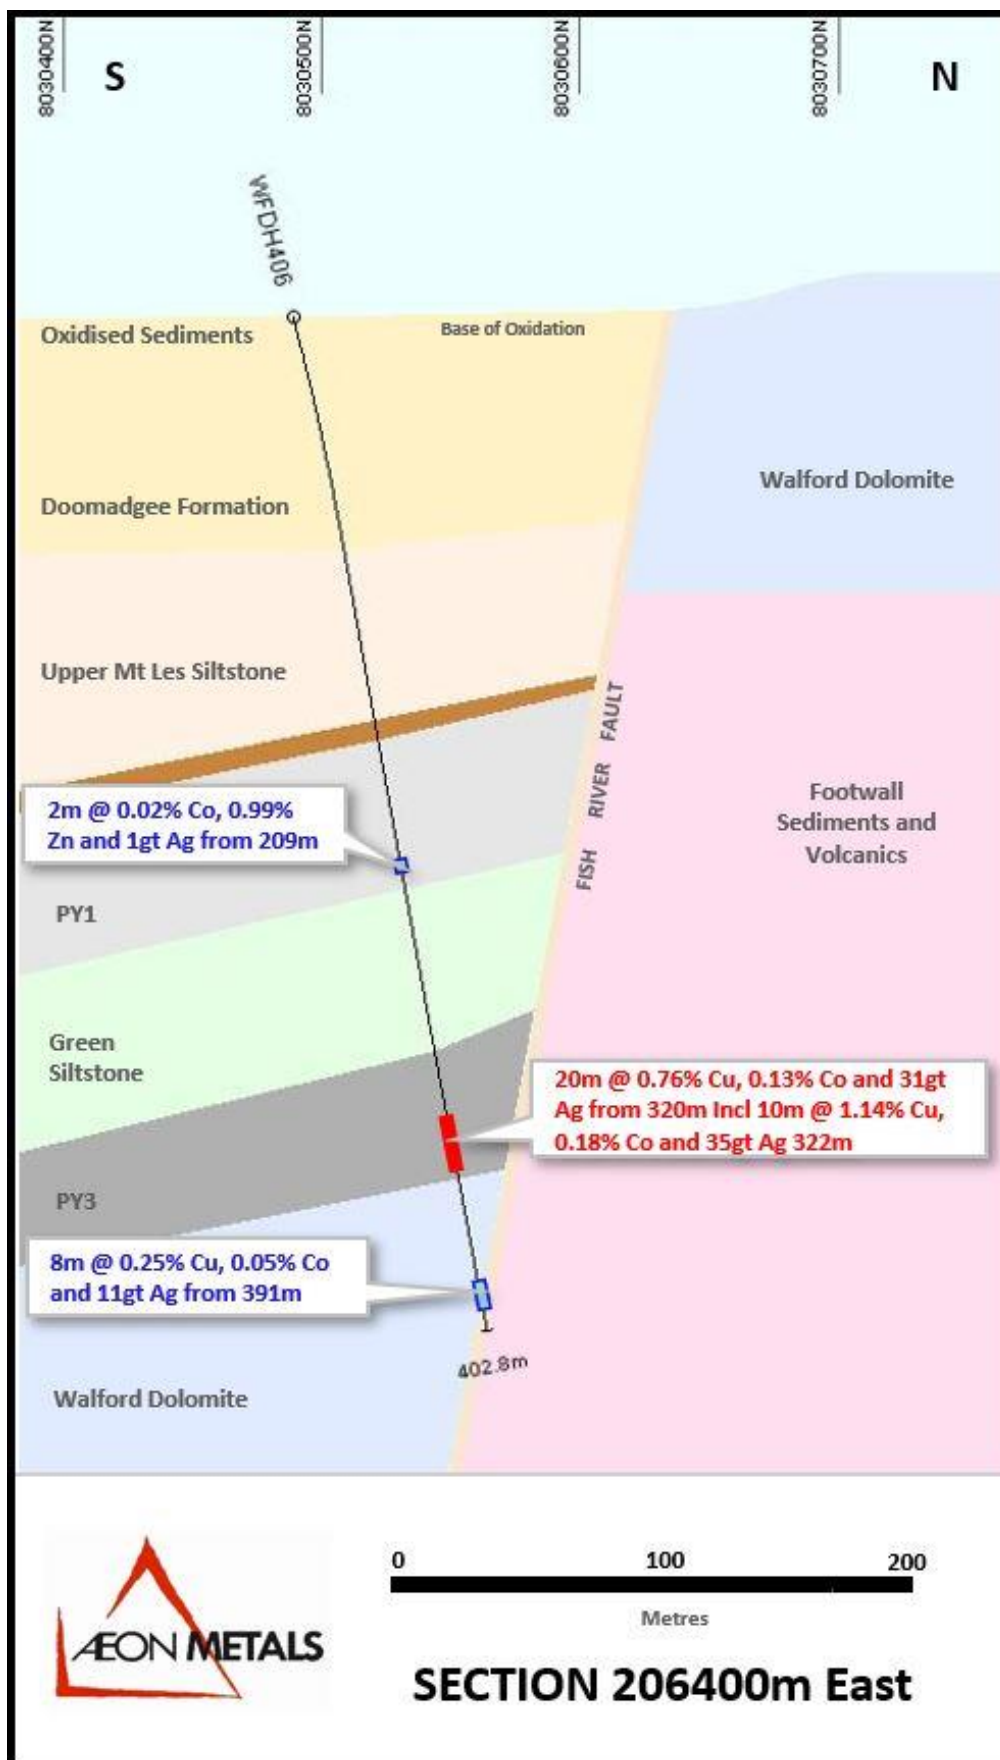 8030400N
S
8030500N
8030600N
8030700N
N
WFDH406
Oxidised Sediments
Base of Oxidation
Doomadgee Formation
Walford Dolomite
Upper Mt Les Siltstone
FISH RIVER FAULT
Footwall
Sediments and
Volcanics
2m @ 0.02% Co, 0.99%
Zn and 1gt Ag from 209m
PY1
Green
Siltstone
20m @ 0.76% Cu, 0.13% Co and 31gt
Ag from 320m Incl 10m @ 1.14% Cu,
0.18% Co and 35gt Ag 322m
PY3
8m @ 0.25% Cu, 0.05% Co
and 11gt Ag from 391m
402.8m
Walford Dolomite
ÆON METALS
0 100 200
Metres
SECTION 206400m East